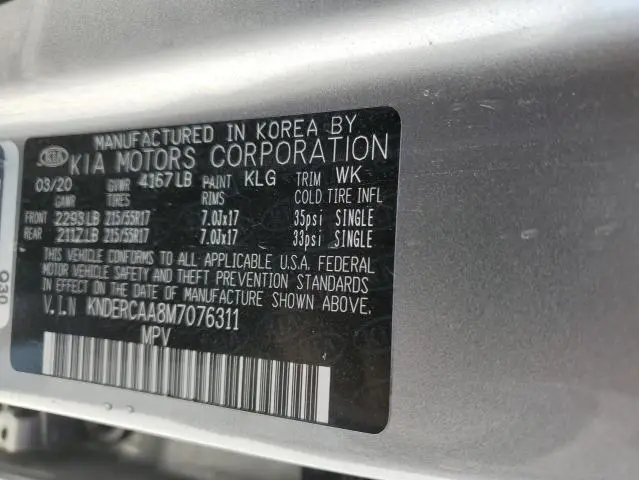 MANUFACTURED IN KOREA BY
KIA KIA MOTORS CORPORATION
03/20 GVWR 4167LB PAINT KLG TRIM WK
GAWR TIRES RIMS COLD TIRE INFL
FRONT 2293LB 215/55R17 7.0Jx17 35psi SINGLE
REAR 2117LB 215/55R17 7.0Jx17 33psi SINGLE
THIS VEHICLE CONFORMS TO ALL APPLICABLE U.S.A. FEDERAL
MOTOR VEHICLE SAFETY AND THEFT PREVENTION STANDARDS
IN EFFECT ON THE DATE OF MANUFACTURE SHOWN ABOVE.
V.I.N KNDERCAA8M7076311
MPV
Q30